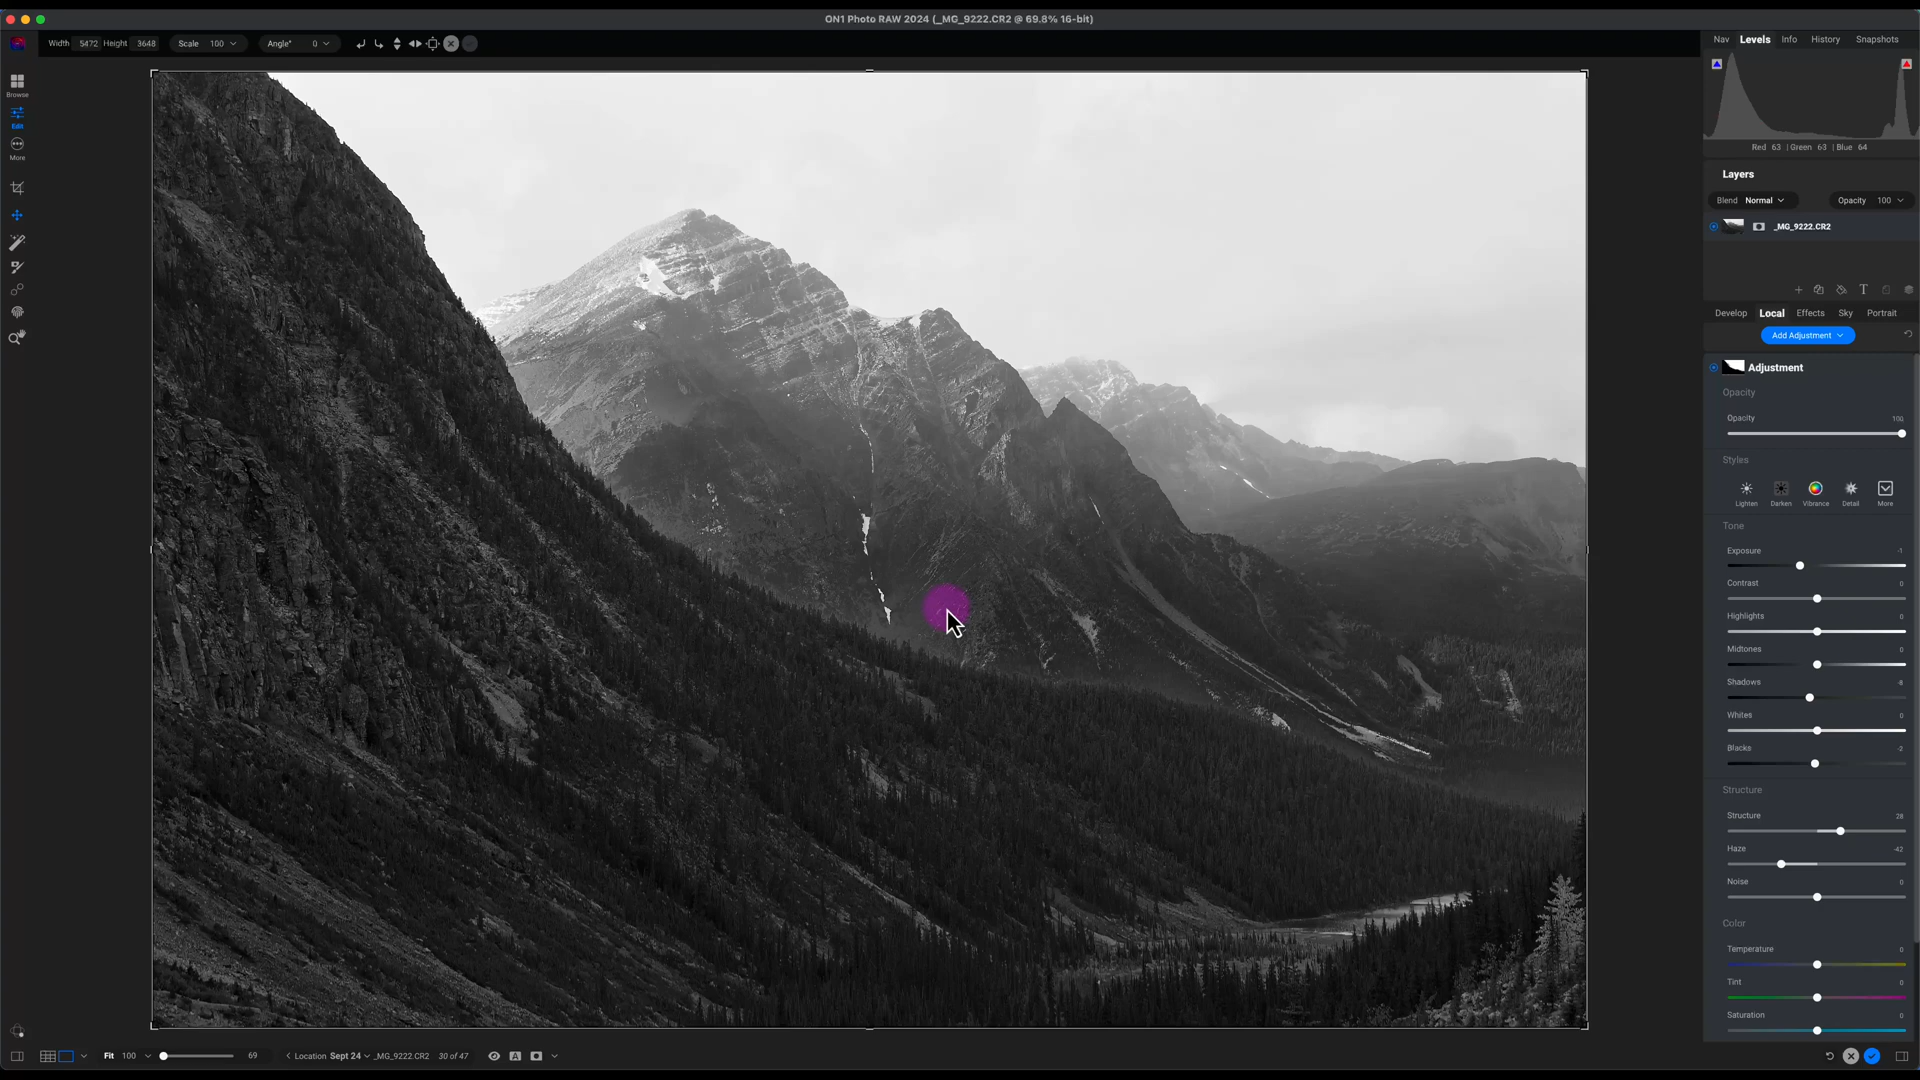 ON1 Photo RAW 2024 (_MG_9222.CR2 @ 69.8% 16-bit)
Width 5472 Height 3648 Scale 100 Angle° 0
Nav Levels Info History Snapshots
Browse
Edit
More
Red 63 | Green 63 | Blue 64
Layers
Blend Normal Opacity 100
_MG_9222.CR2
T
Develop Local Effects Sky Portrait
Add Adjustment
Adjustment
Opacity
Opacity 100
Styles
Lighten Darken Vibrance Detail More
Tone
Exposure -1
Contrast 0
Highlights 0
Midtones 0
Shadows -8
Whites 0
Blacks -2
Structure
Structure 28
Haze -42
Noise 0
Color
Temperature 0
Tint 0
Saturation 0
Fit 100 69 Location Sept 24 _MG_9222.CR2 30 of 47 A